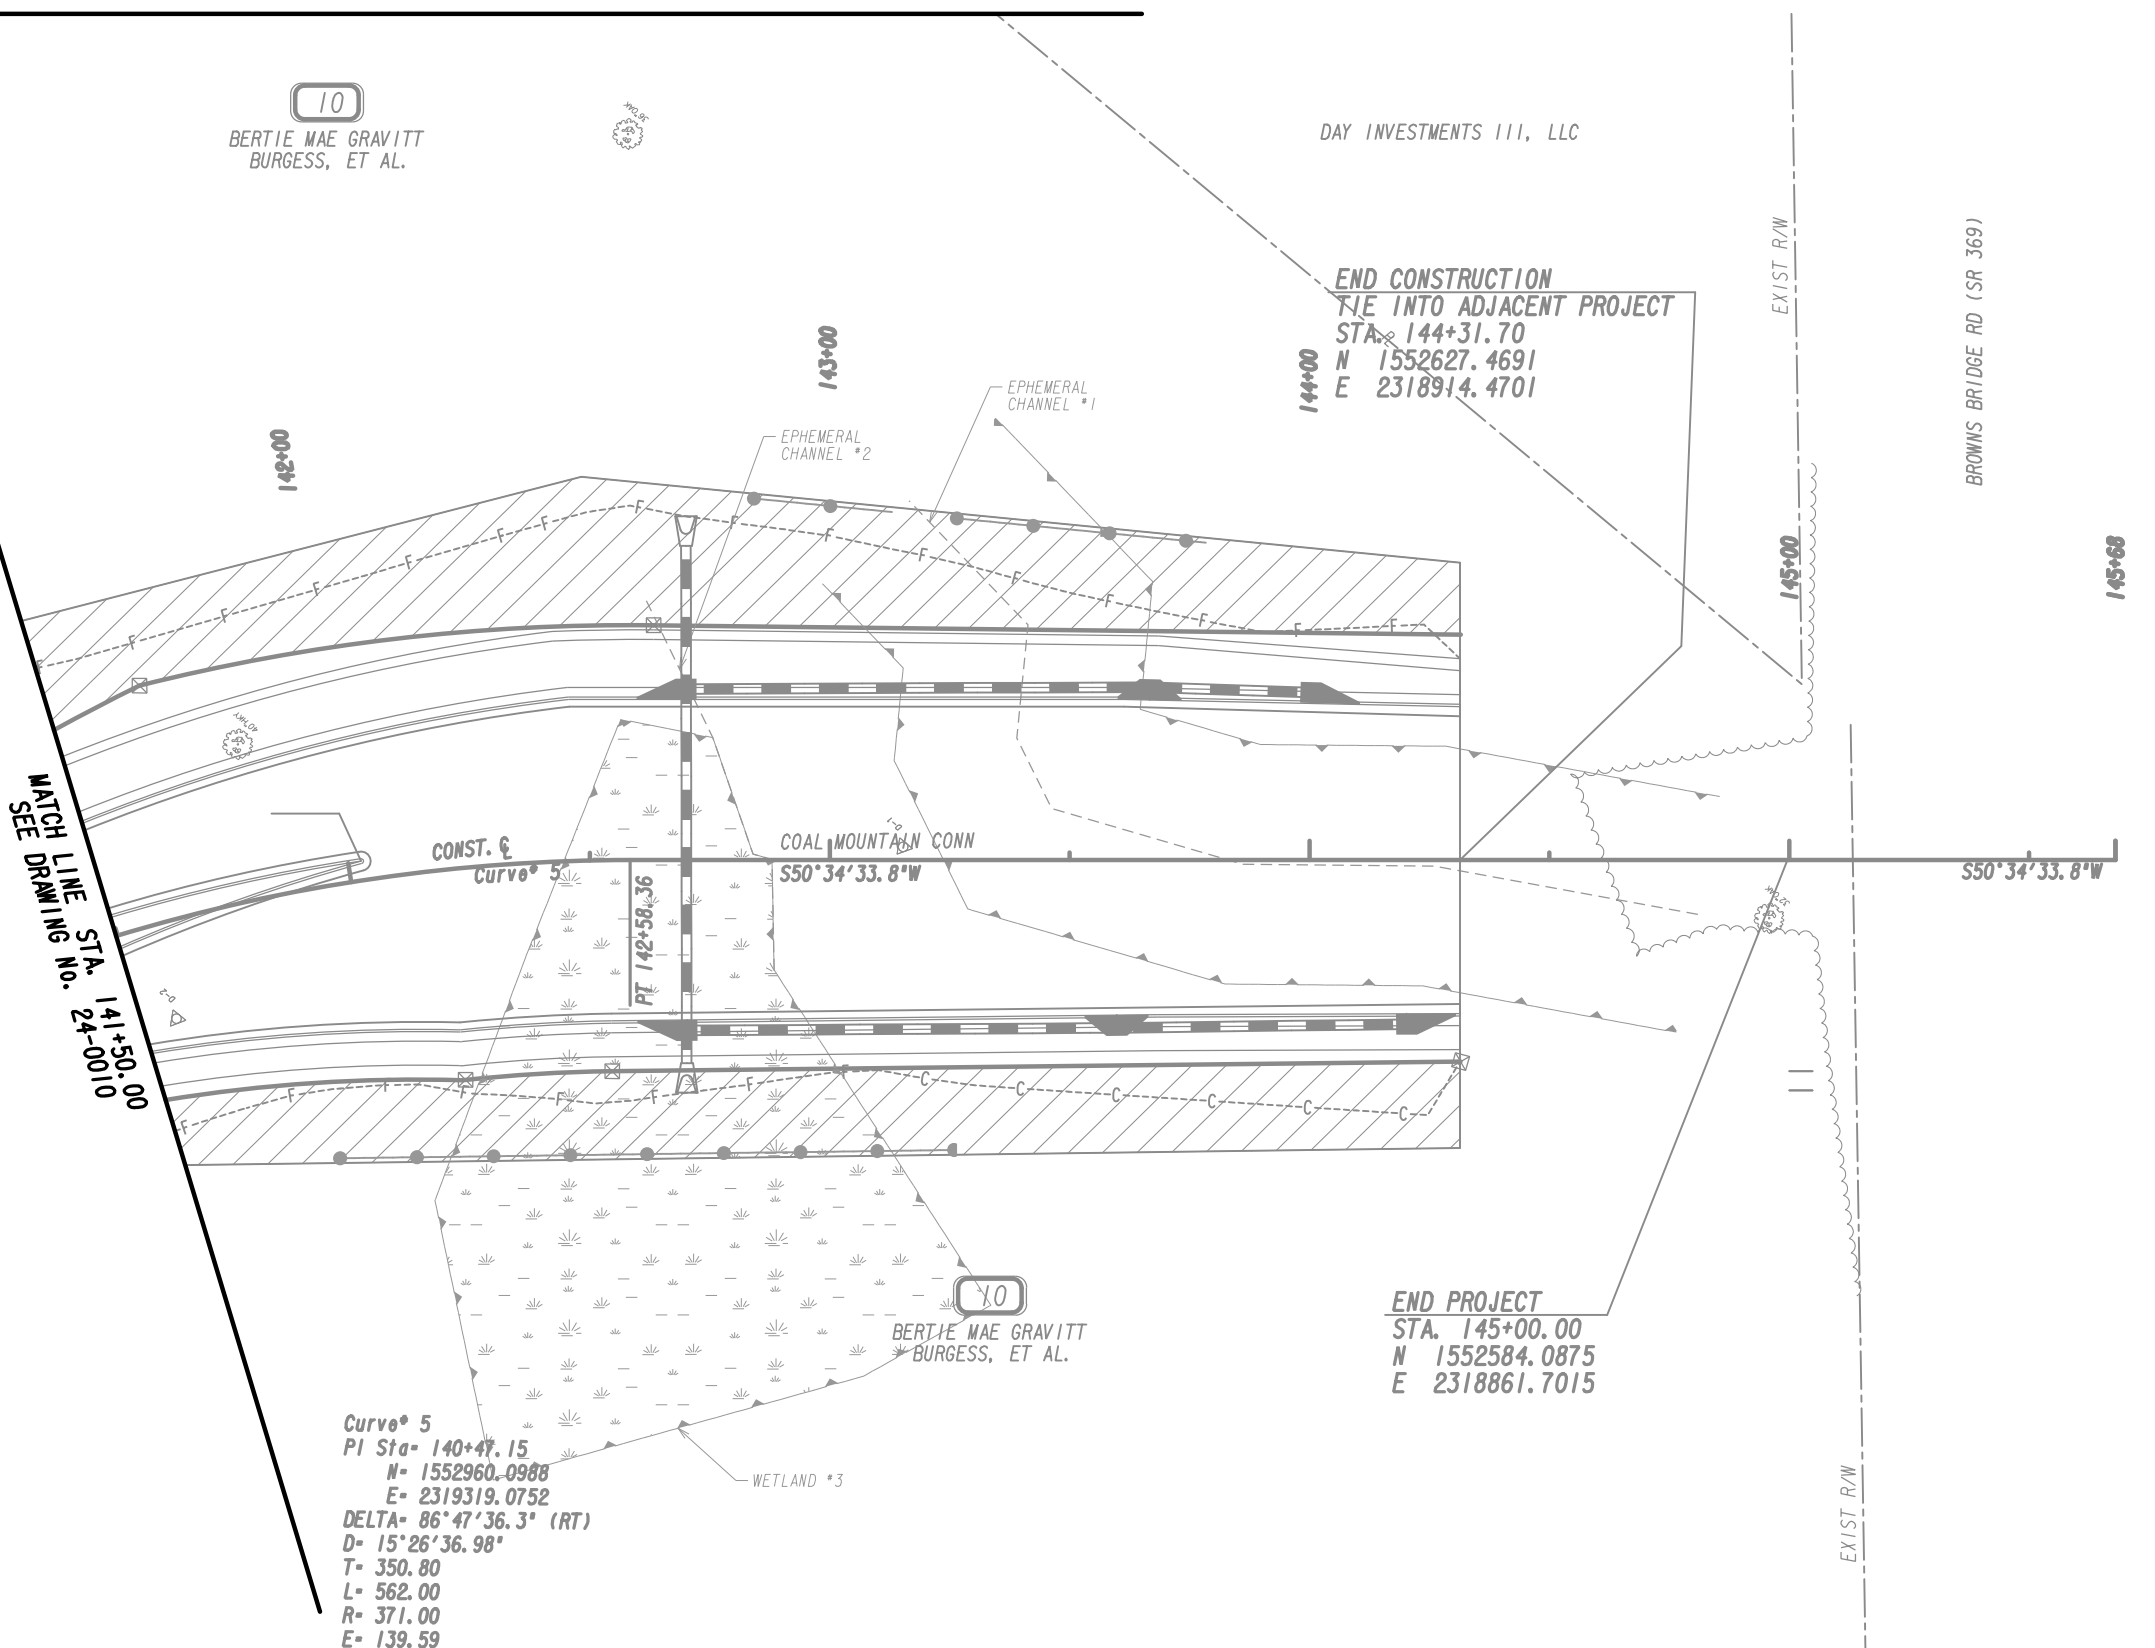 10
BERTIE MAE GRAVITT
BURGESS, ET AL.
36"OAK
DAY INVESTMENTS III, LLC
EXIST R/W
BROWNS BRIDGE RD (SR 369)
END CONSTRUCTION
TIE INTO ADJACENT PROJECT
STA. 144+31.70
N 1552627.4691
E 2318914.4701
142+00
143+00
144+00
145+00
145+68
EPHEMERAL
CHANNEL #1
EPHEMERAL
CHANNEL #2
F F F F F F F F F F F F F F F
MATCH LINE STA. 141+50.00
SEE DRAWING No. 24-0010
CONST. ℄
Curve# 5
COAL MOUNTAIN CONN
S50°34'33.8"W
S50°34'33.8"W
PT 142+58.36
D-1
D-2
F F F F F F F
C C C C C C
10
BERTIE MAE GRAVITT
BURGESS, ET AL.
END PROJECT
STA. 145+00.00
N 1552584.0875
E 2318861.7015
WETLAND #3
EXIST R/W
Curve# 5
PI Sta= 140+47.15
N= 1552960.0988
E= 2319319.0752
DELTA= 86°47'36.3" (RT)
D= 15°26'36.98"
T= 350.80
L= 562.00
R= 371.00
E= 139.59